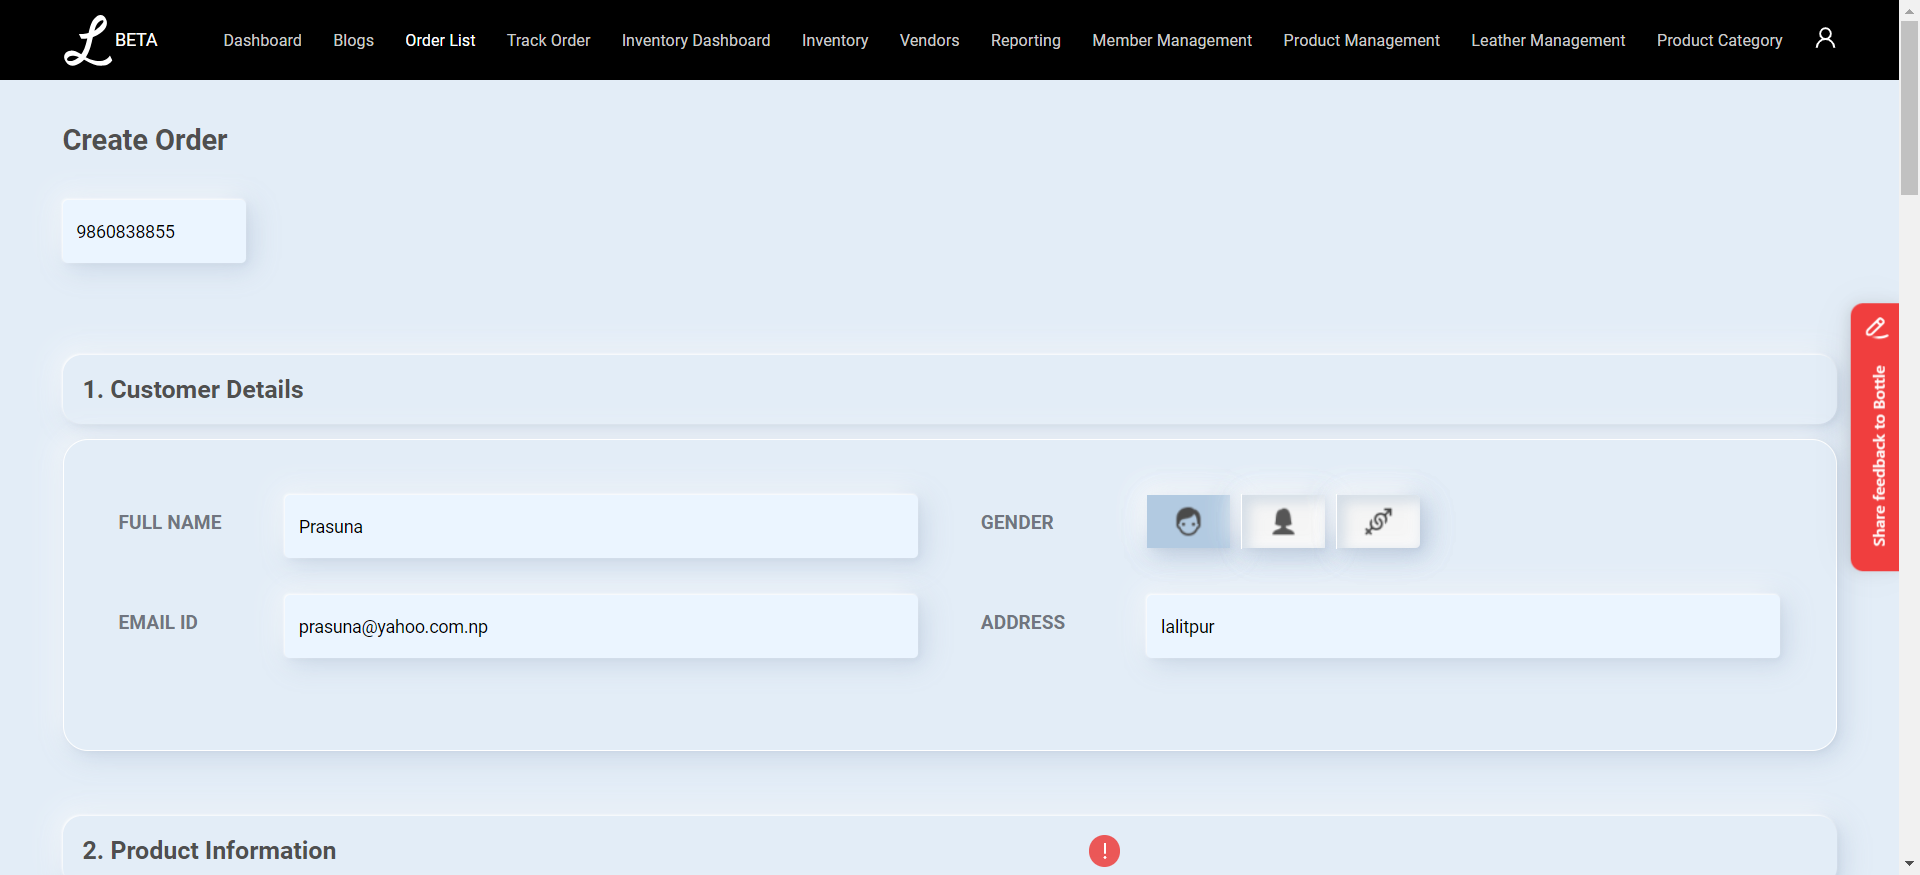 L BETA Dashboard Blogs Order List Track Order Inventory Dashboard Inventory Vendors Reporting Member Management Product Management Leather Management Product Category
Create Order
9860838855
1. Customer Details
FULL NAME Prasuna GENDER
EMAIL ID prasuna@yahoo.com.np ADDRESS lalitpur
2. Product Information !
Share feedback to Bottle